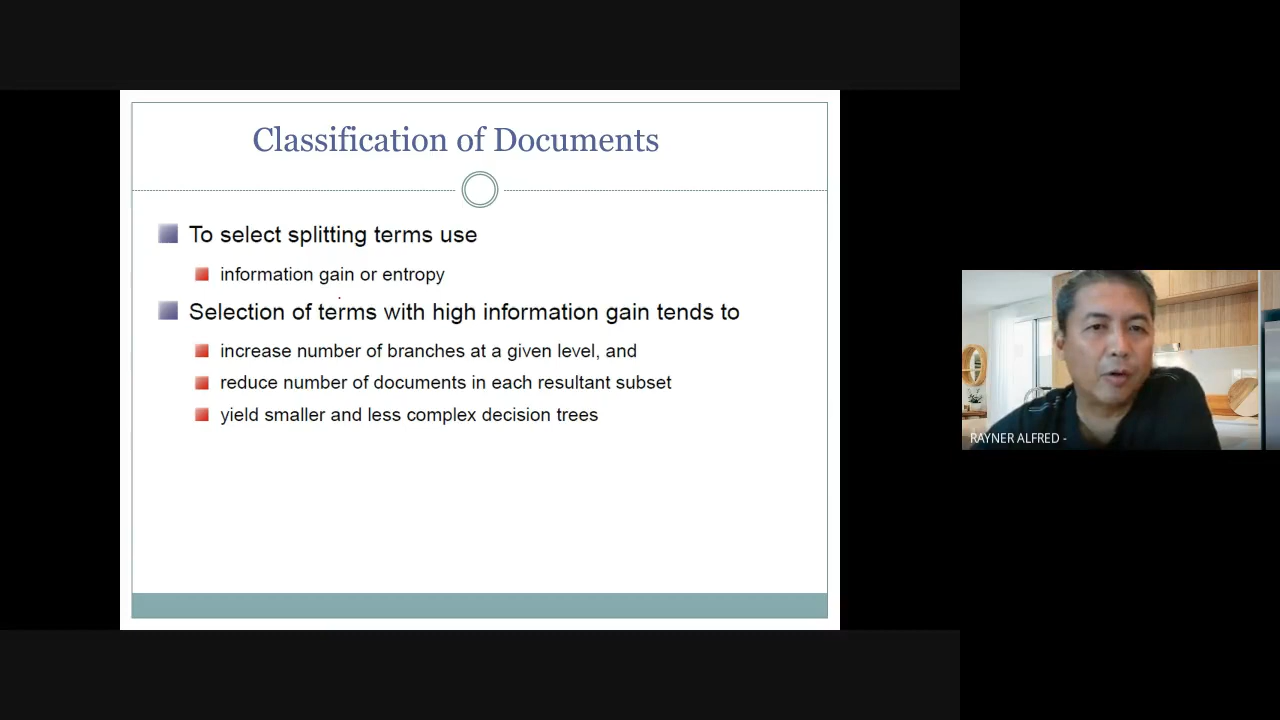 Classification of Documents
To select splitting terms use
information gain or entropy
Selection of terms with high information gain tends to
increase number of branches at a given level, and
reduce number of documents in each resultant subset
yield smaller and less complex decision trees
RAYNER ALFRED -